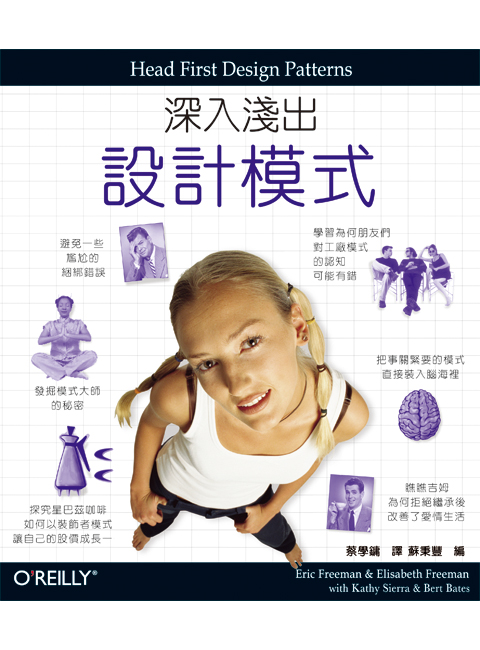 Head First Design Patterns
深入淺出
設計模式
避免一些
尷尬的
綑綁錯誤
學習為何朋友們
對工廠模式
的認知
可能有錯
發掘模式大師
的秘密
把事關緊要的模式
直接裝入腦海裡
探究星巴茲咖啡
如何以裝飾者模式
讓自己的股價成長一
瞧瞧吉姆
為何拒絕繼承後
改善了愛情生活
蔡學鏞 譯 蘇秉豐 編
O'REILLY®
Eric Freeman & Elisabeth Freeman
with Kathy Sierra & Bert Bates